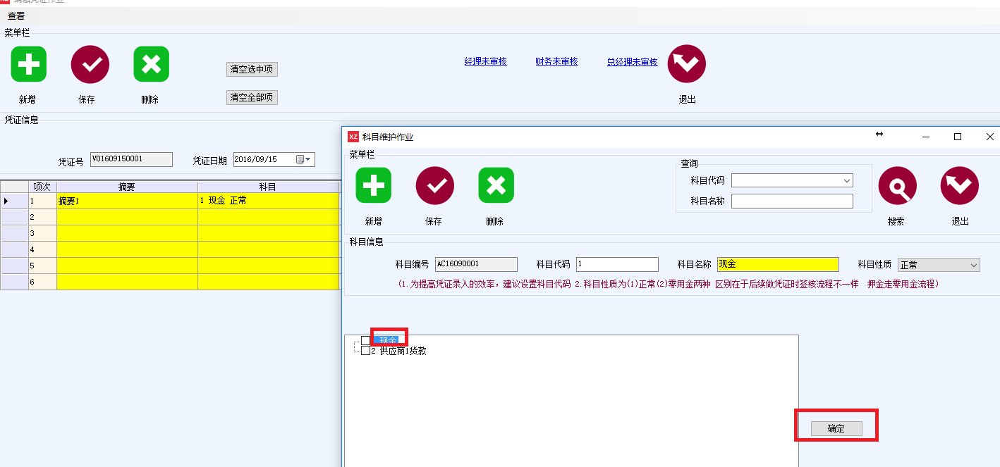 编辑凭证作业
查看
菜单栏
新增
保存
删除
清空选中项
清空全部项
经理未审核
财务未审核
总经理未审核
退出
凭证信息
凭证号 V01609150001
凭证日期 2016/09/15
项次 摘要 科目
1 摘要1 1 现金 正常
2
3
4
5
6
XZ 科目维护作业
菜单栏
新增
保存
删除
查询
科目代码
科目名称
搜索
退出
科目信息
科目编号 AC16090001
科目代码 1
科目名称 现金
科目性质 正常
(1.为提高凭证录入的效率，建议设置科目代码 2.科目性质为(1)正常(2)零用金两种 区别在于后续做凭证时签核流程不一样 押金走零用金流程)
现金
2 供应商1货款
确定